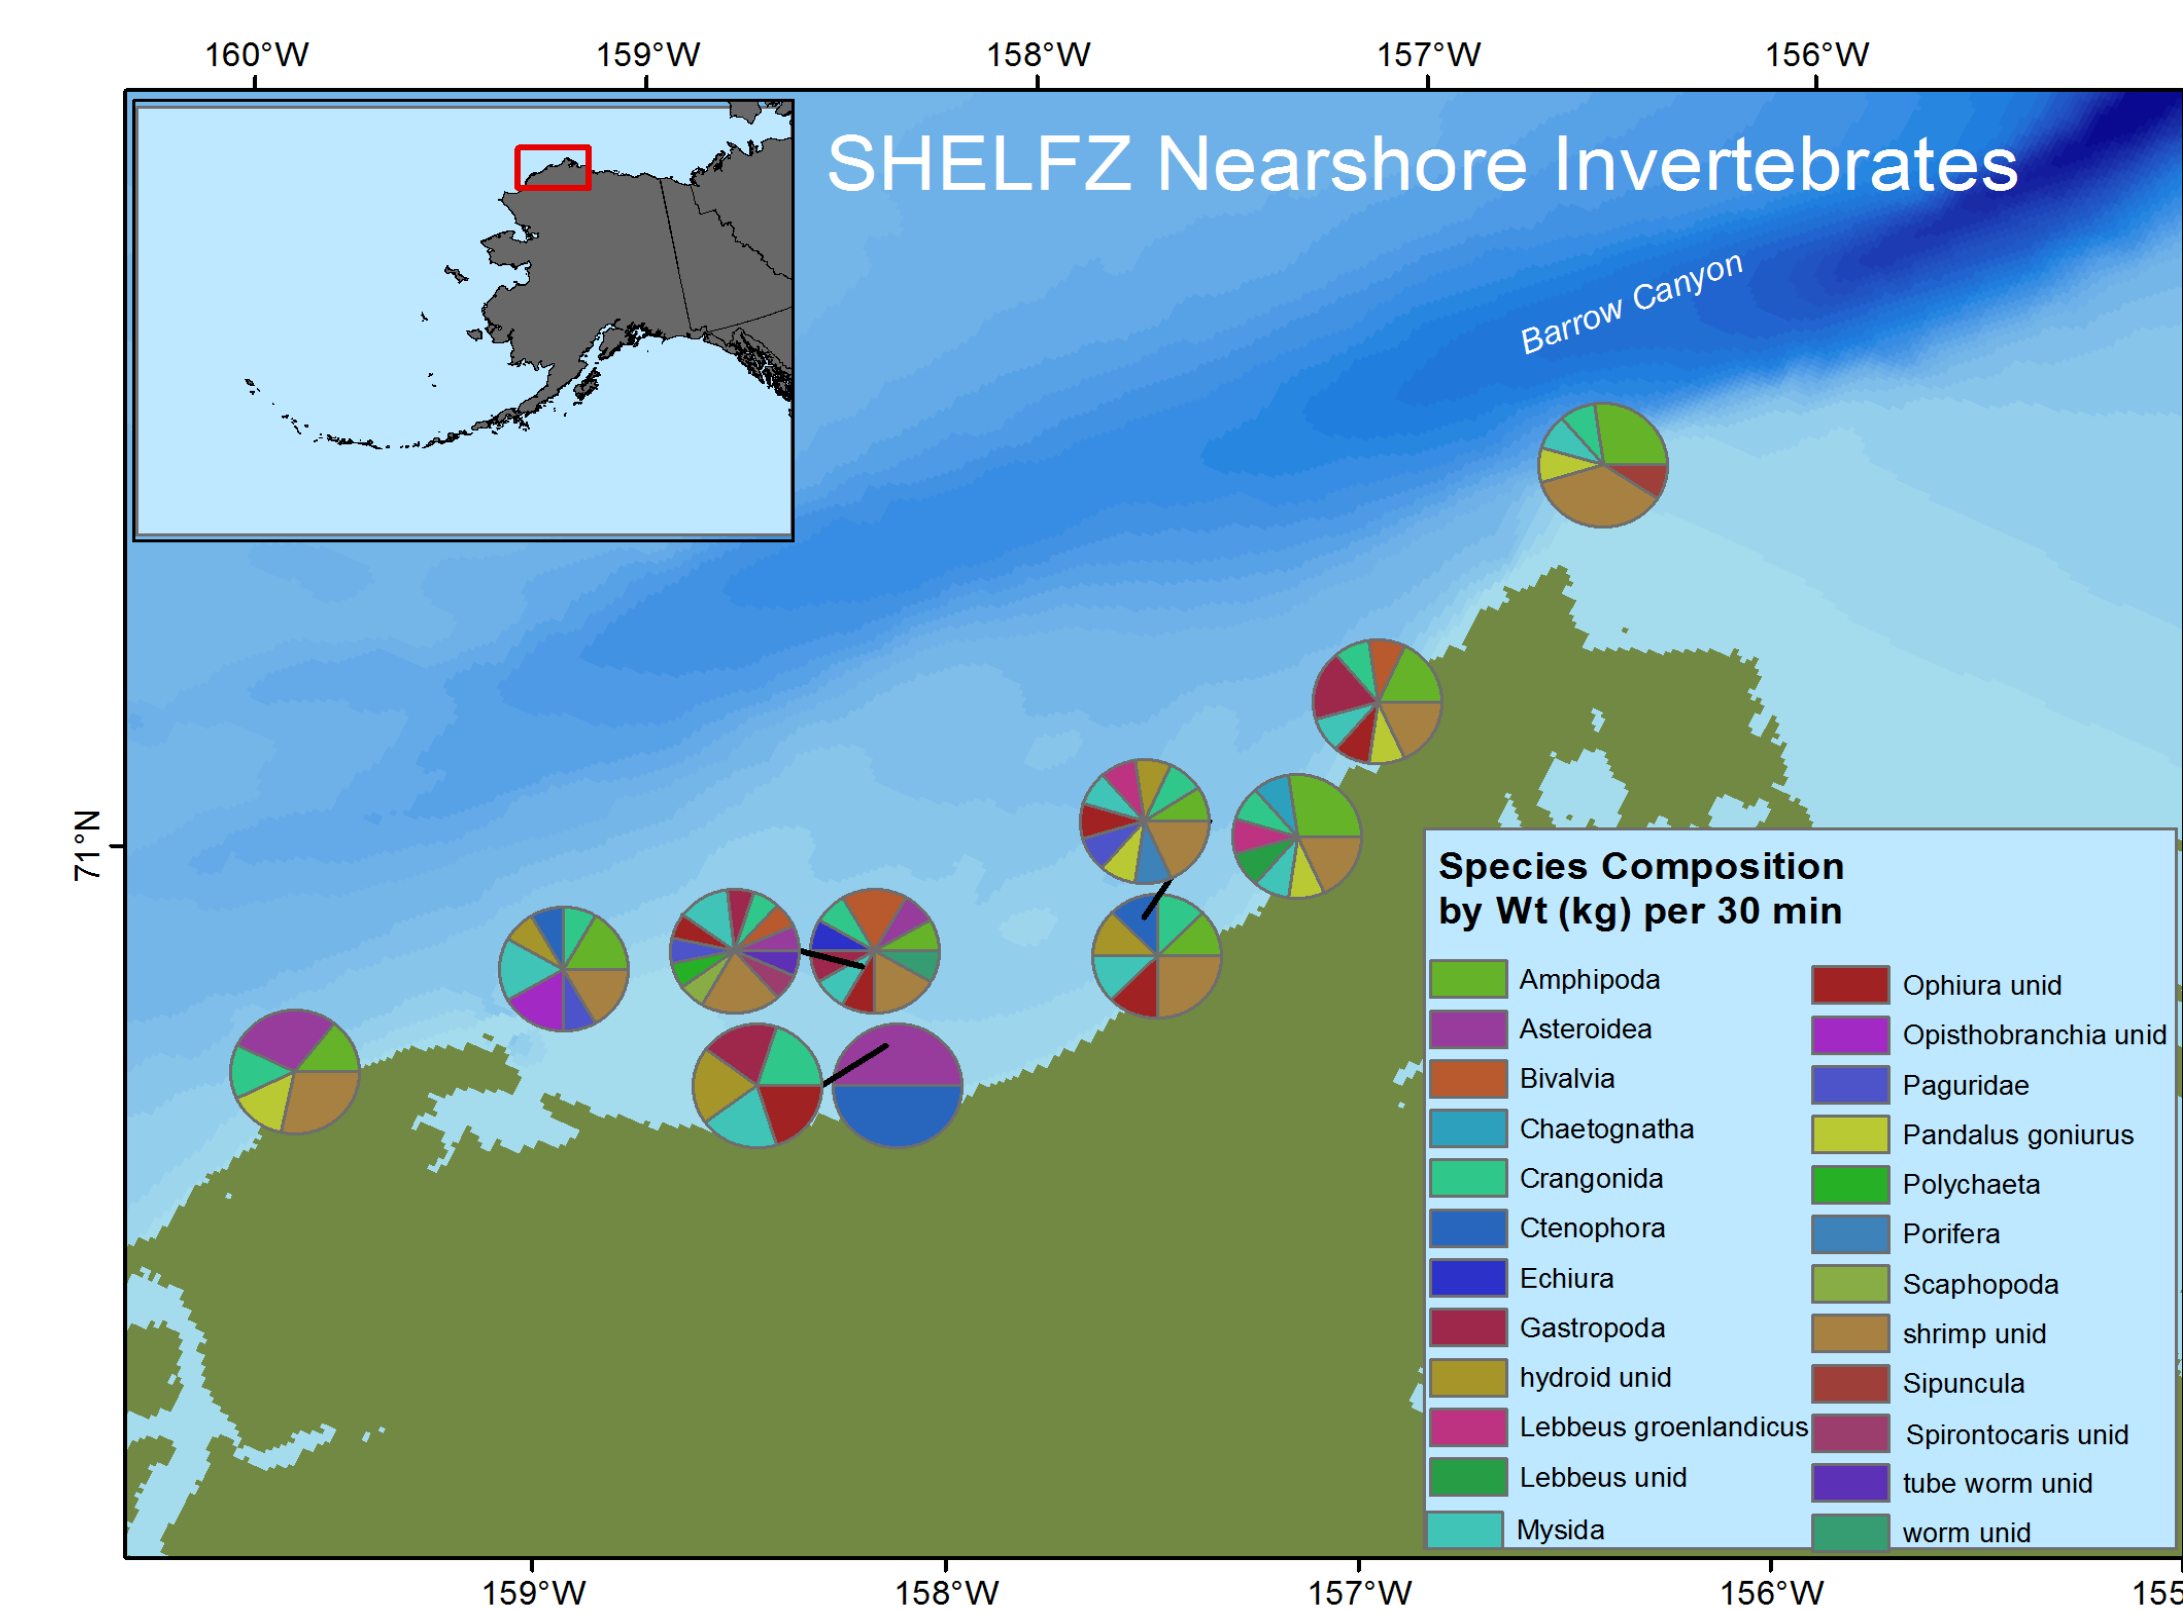 160°W 159°W 158°W 157°W 156°W
SHELFZ Nearshore Invertebrates
Barrow Canyon
71°N
Species Composition
by Wt (kg) per 30 min
Amphipoda
Asteroidea
Bivalvia
Chaetognatha
Crangonida
Ctenophora
Echiura
Gastropoda
hydroid unid
Lebbeus groenlandicus
Lebbeus unid
Mysida
Ophiura unid
Opisthobranchia unid
Paguridae
Pandalus goniurus
Polychaeta
Porifera
Scaphopoda
shrimp unid
Sipuncula
Spirontocaris unid
tube worm unid
worm unid
159°W 158°W 157°W 156°W 155